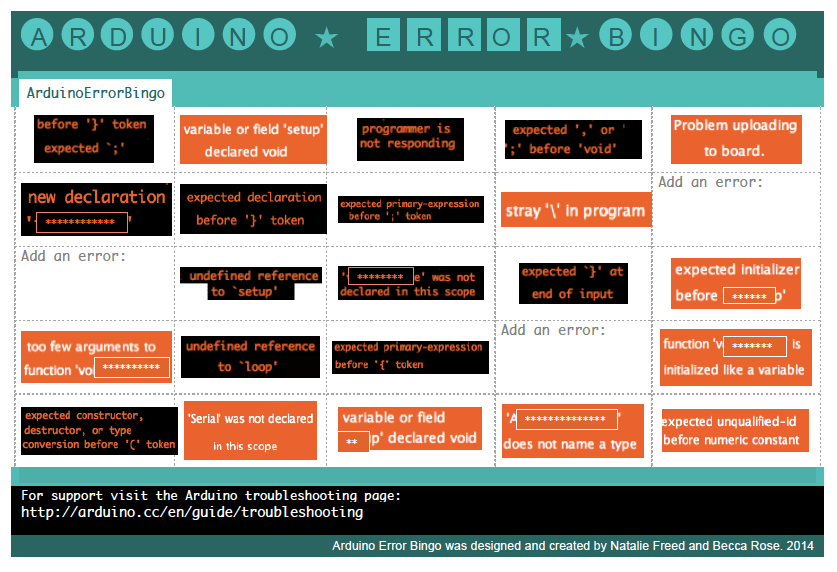 ARDUINO ★ ERROR ★ BINGO
ArduinoErrorBingo
before '}' token
expected `;'
variable or field 'setup'
declared void
programmer is
not responding
expected ',' or '
';' before 'void'
Problem uploading
to board.
new declaration
' ************ '
expected declaration
before '}' token
expected primary-expression
before ';' token
stray '\' in program
Add an error:
Add an error:
undefined reference
to `setup'
' ******** e' was not
declared in this scope
expected `}' at
end of input
expected initializer
before ****** p'
too few arguments to
function 'vo **********
undefined reference
to `loop'
expected primary-expression
before '{' token
Add an error:
function 'v ******* is
initialized like a variable
expected constructor,
destructor, or type
conversion before '(' token
'Serial' was not declared
in this scope
variable or field
** p' declared void
'A ************** '
does not name a type
expected unqualified-id
before numeric constant
For support visit the Arduino troubleshooting page:
http://arduino.cc/en/guide/troubleshooting
Arduino Error Bingo was designed and created by Natalie Freed and Becca Rose. 2014